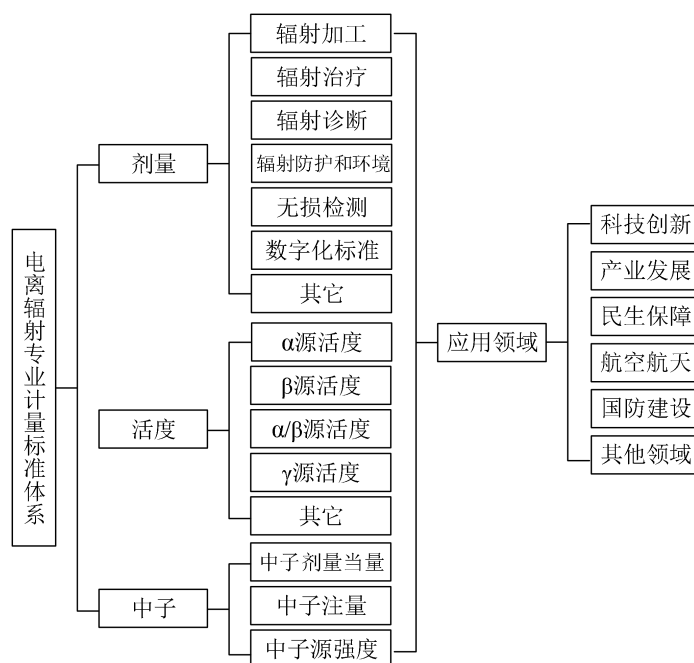 电离辐射专业计量标准体系
剂量
辐射加工
辐射治疗
辐射诊断
辐射防护和环境
无损检测
数字化标准
其它
活度
α源活度
β源活度
α/β源活度
γ源活度
其它
中子
中子剂量当量
中子注量
中子源强度
应用领域
科技创新
产业发展
民生保障
航空航天
国防建设
其他领域